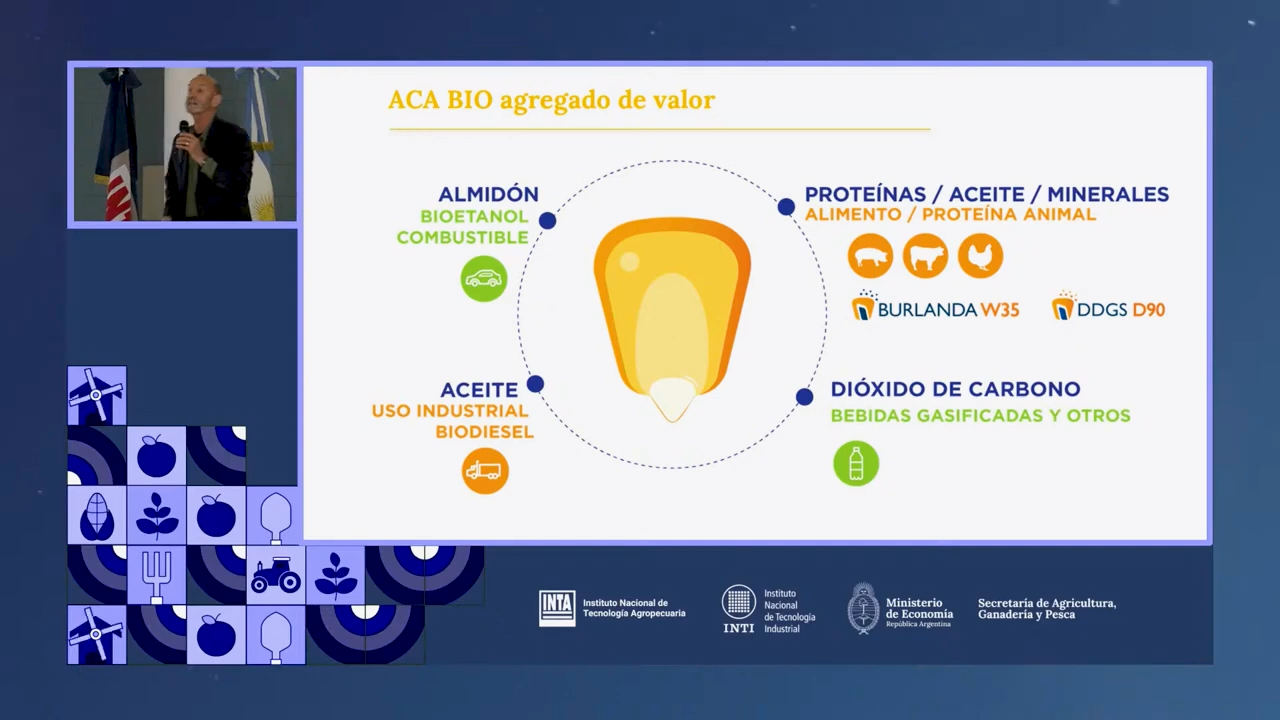 ACA BIO agregado de valor
ALMIDÓN
BIOETANOL
COMBUSTIBLE
PROTEÍNAS / ACEITE / MINERALES
ALIMENTO / PROTEÍNA ANIMAL
BURLANDA W35
DDGS D90
ACEITE
USO INDUSTRIAL
BIODIESEL
DIÓXIDO DE CARBONO
BEBIDAS GASIFICADAS Y OTROS
INTA
Instituto Nacional de
Tecnología Agropecuaria
INTI
Instituto
Nacional
de Tecnología
Industrial
Ministerio
de Economía
República Argentina
Secretaría de Agricultura,
Ganadería y Pesca